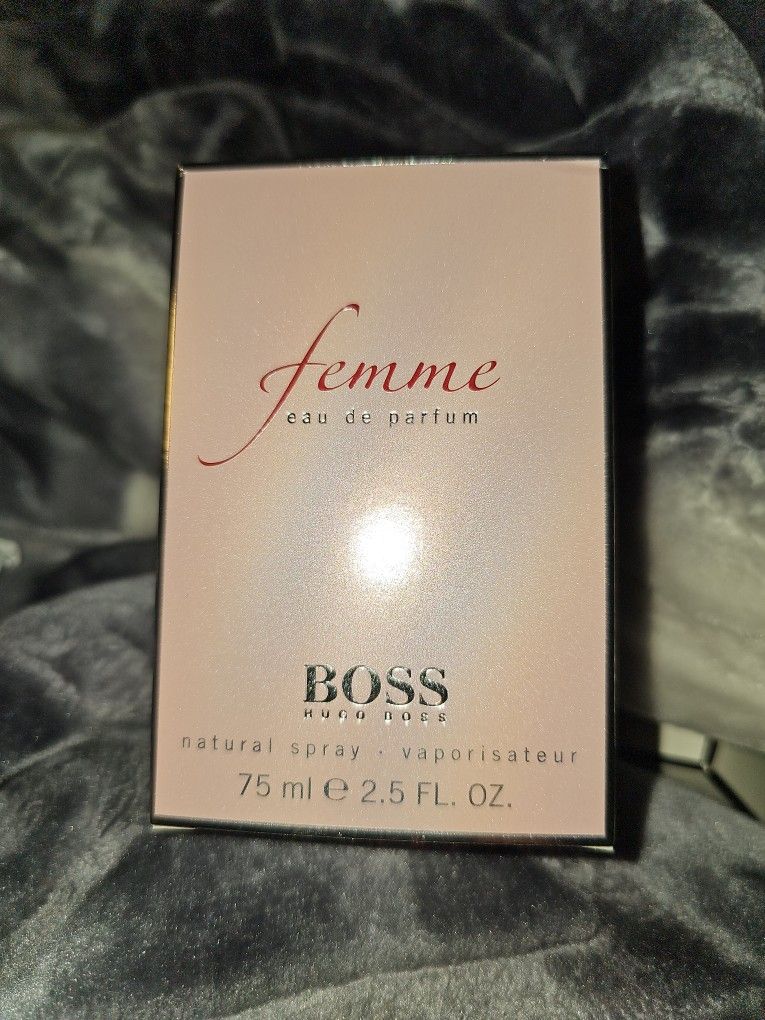 femme
eau de parfum
BOSS
HUGO BOSS
natural spray · vaporisateur
75 ml ℮ 2.5 FL. OZ.